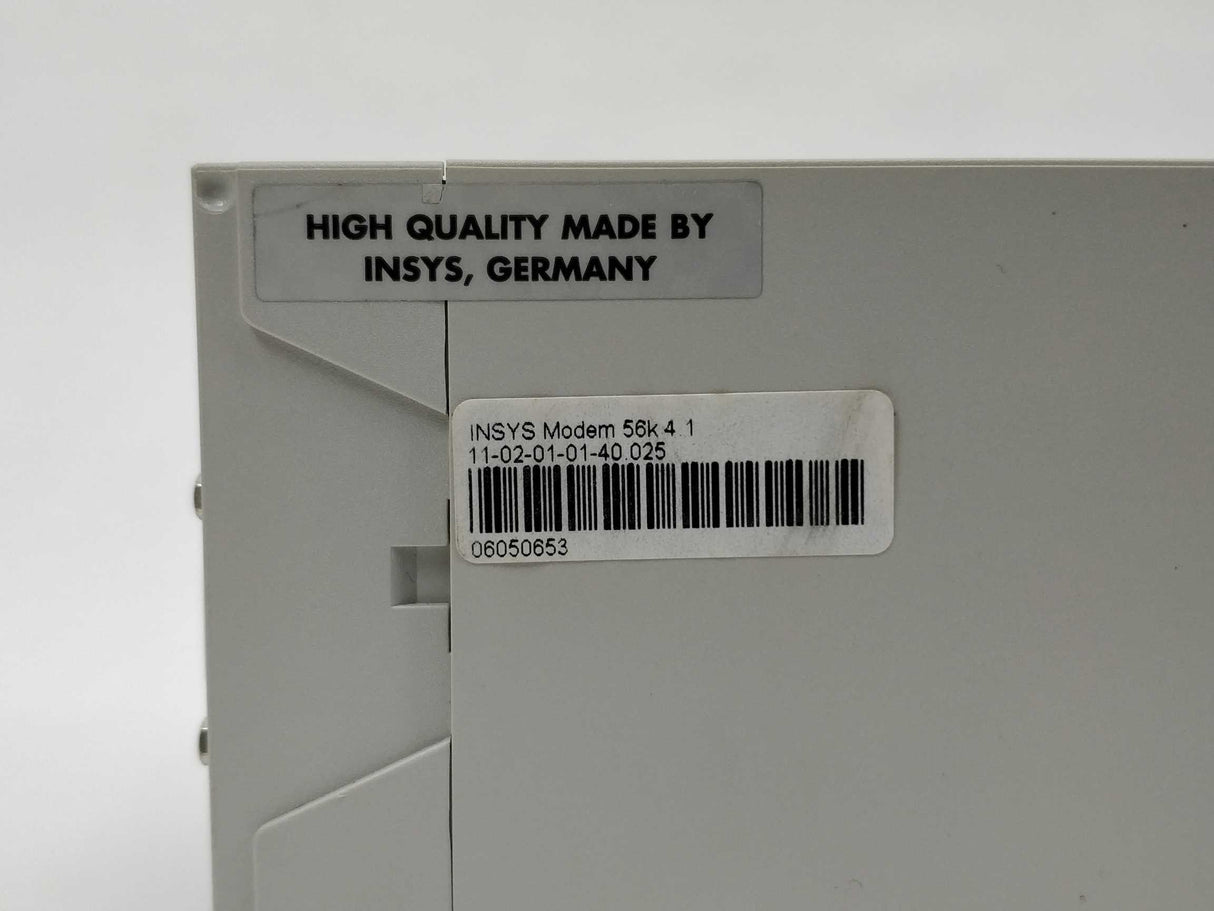 HIGH QUALITY MADE BY
INSYS, GERMANY
INSYS Modem 56k 4.1
11-02-01-01-40.025
06050653